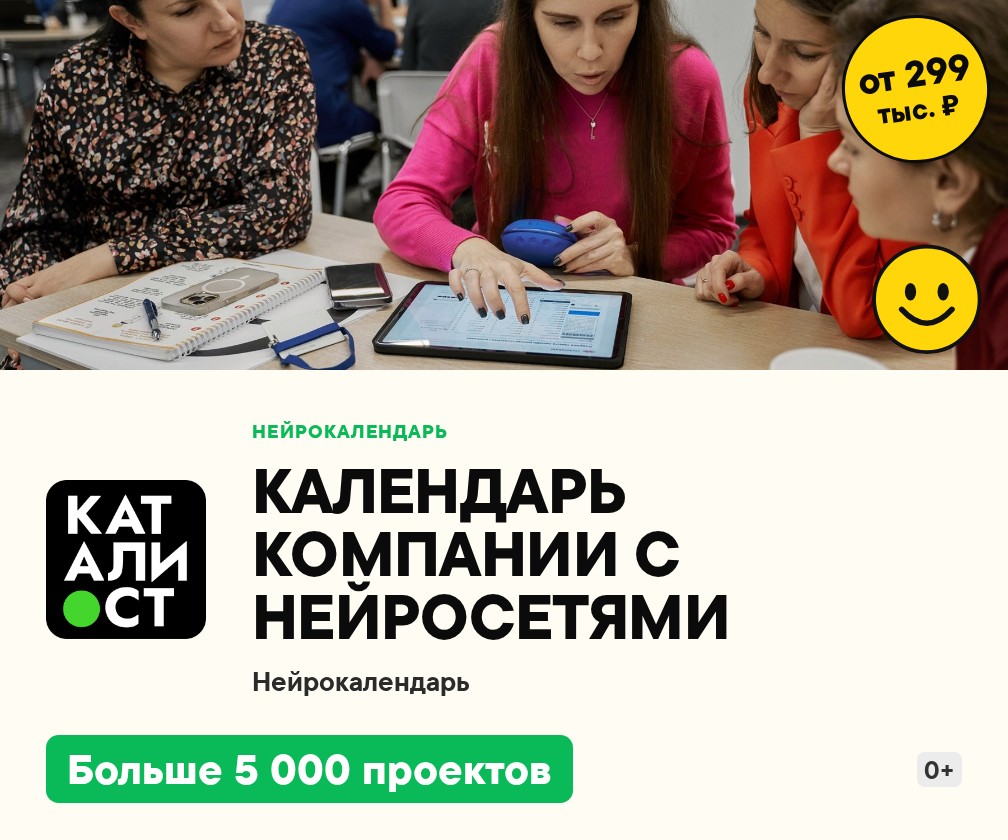 от 299
тыс. ₽
НЕЙРОКАЛЕНДАРЬ
КАЛЕНДАРЬ
КОМПАНИИ С
НЕЙРОСЕТЯМИ
КАТ
АЛИ
СТ
Нейрокалендарь
Больше 5 000 проектов
0+